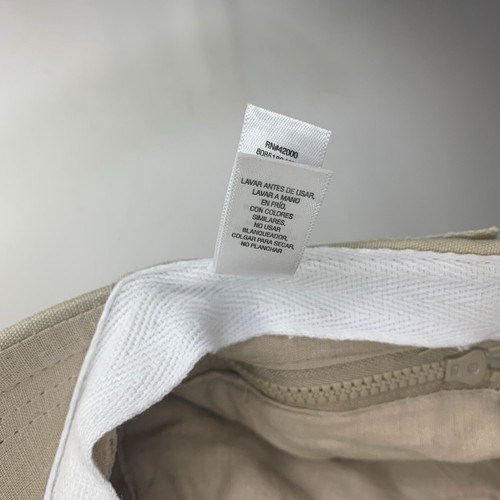 RN#42000
LAVAR ANTES DE USAR,
LAVAR A MANO
EN FRÍO,
CON COLORES
SIMILARES,
NO USAR
BLANQUEADOR,
COLGAR PARA SECAR,
NO PLANCHAR